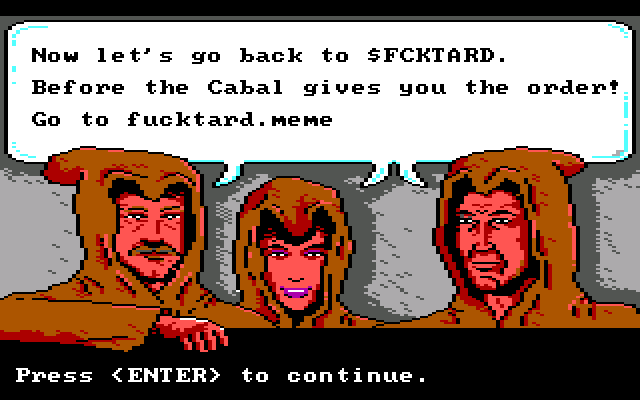 Now let's go back to $FCKTARD.
Before the Cabal gives you the order!
Go to fucktard.meme
Press <ENTER> to continue.